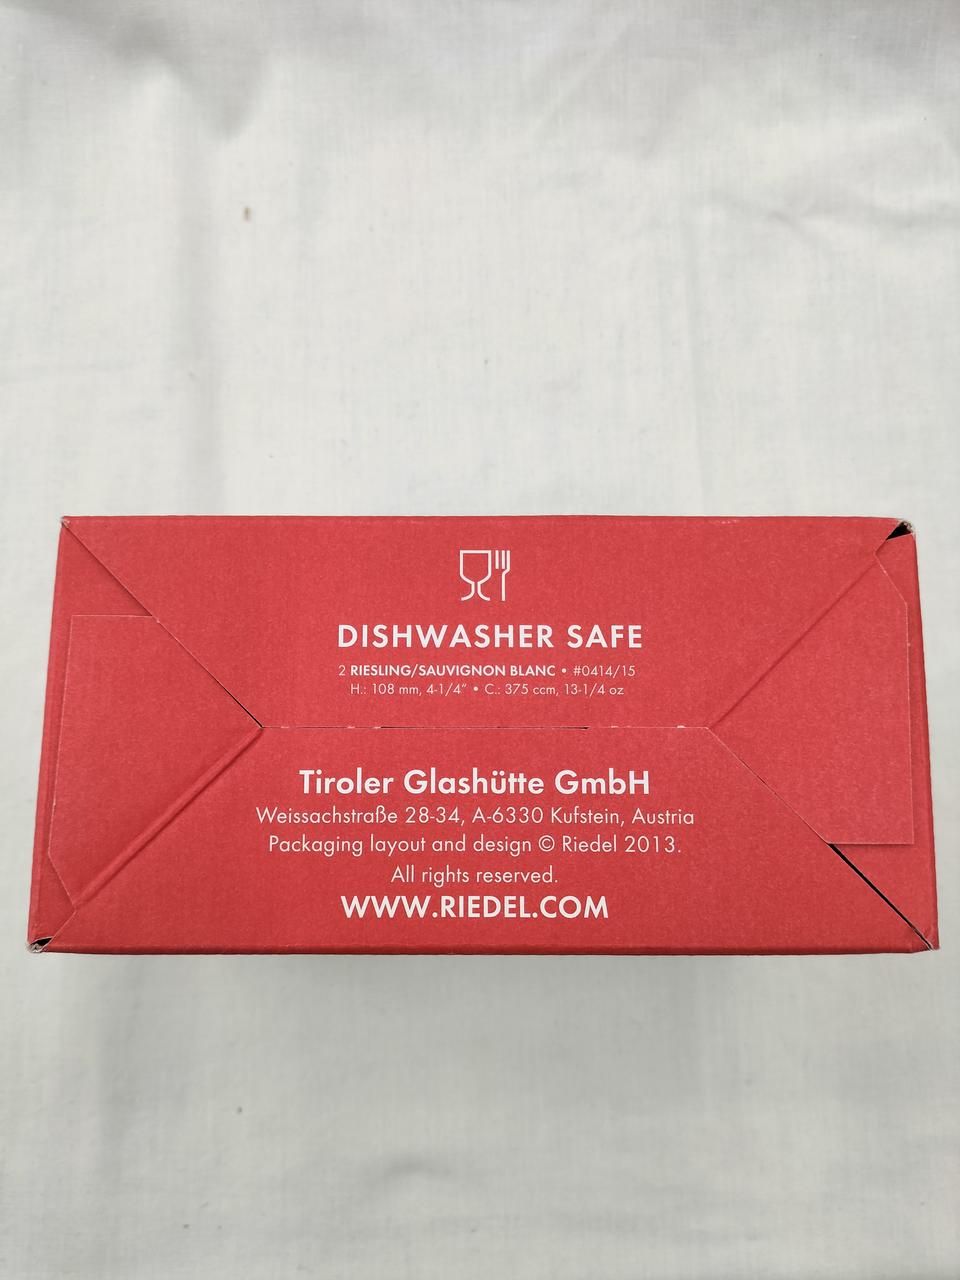 DISHWASHER SAFE
2 RIESLING/SAUVIGNON BLANC • #0414/15
H.: 108 mm, 4-1/4“ • C.: 375 ccm, 13-1/4 oz
Tiroler Glashütte GmbH
Weissachstraße 28-34, A-6330 Kufstein, Austria
Packaging layout and design © Riedel 2013.
All rights reserved.
WWW.RIEDEL.COM